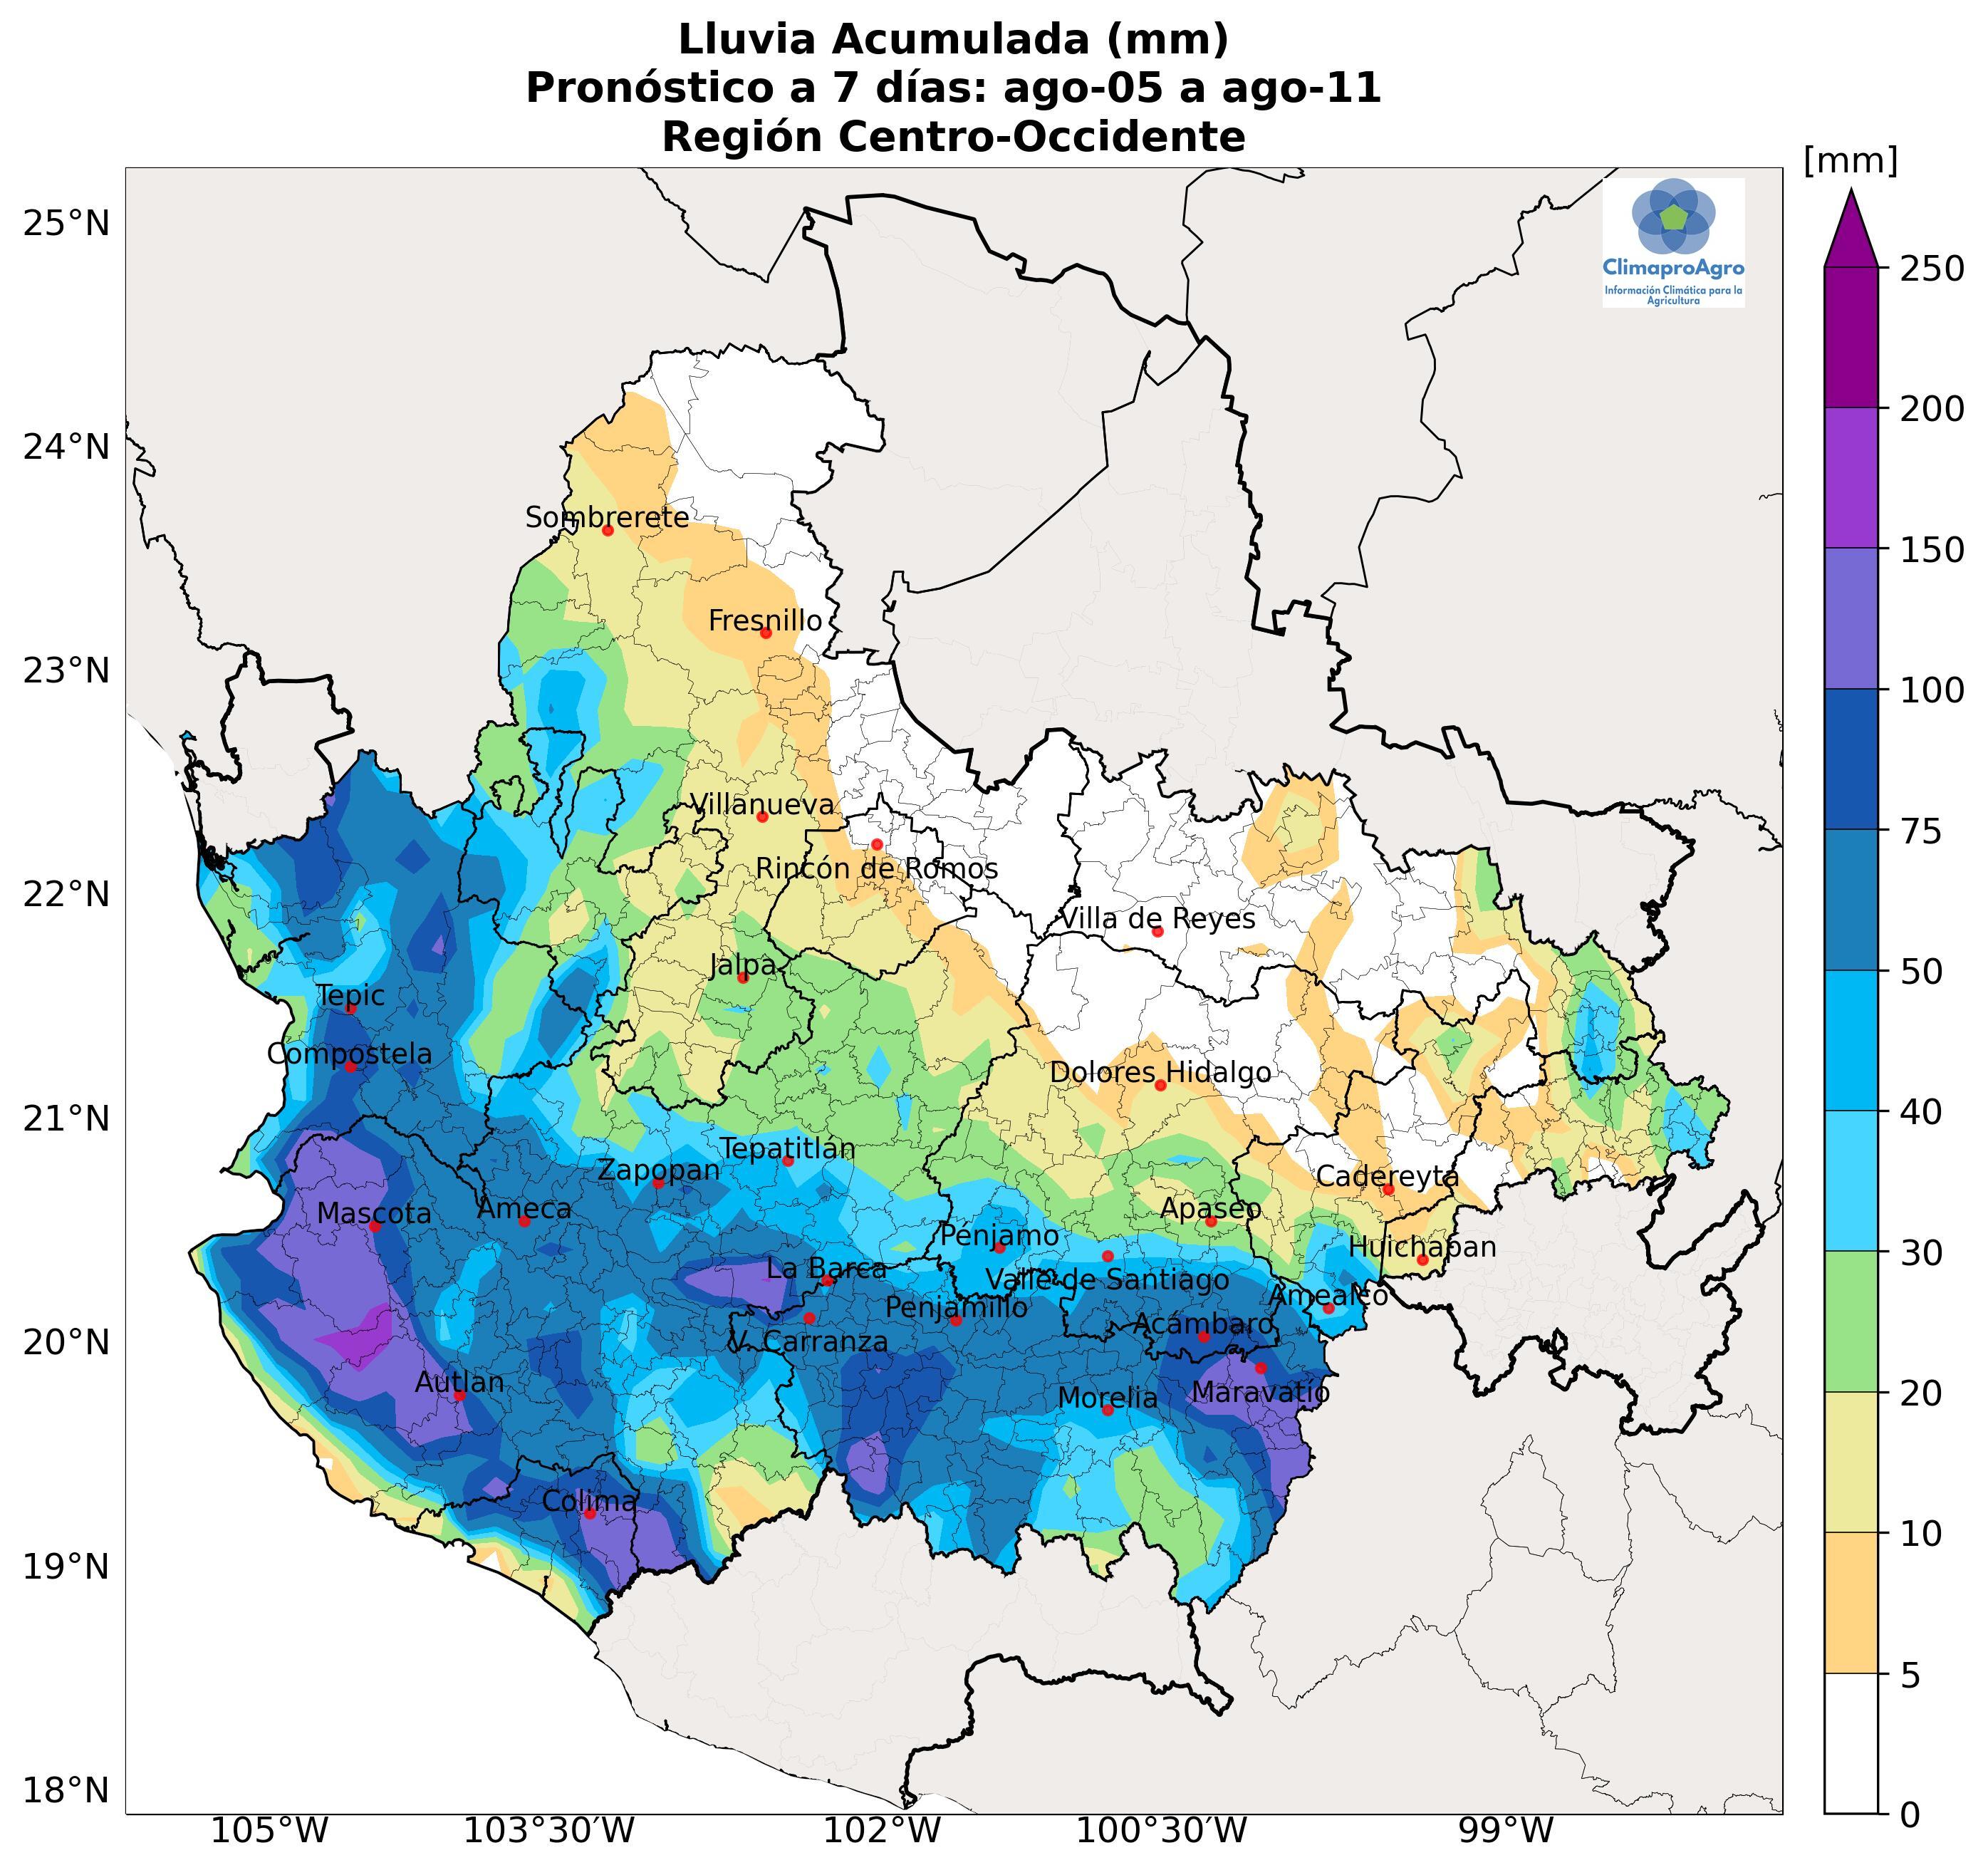 Lluvia Acumulada (mm)
Pronóstico a 7 días: ago-05 a ago-11
Región Centro-Occidente
[mm]
25°N
24°N
23°N
22°N
21°N
20°N
19°N
18°N
ClimaproAgro
Información Climática para la
Agricultura
Sombrerete
Fresnillo
Villanueva
Rincón de Romos
Villa de Reyes
Jalpa
Tepic
Compostela
Dolores Hidalgo
Tepatitlán
Zapopan
Cadereyta
Mascota
Ameca
Apaseo
Penjamo
Huichapan
La Barca
Valle de Santiago
Amealco
Penjamillo
Acámbaro
V. Carranza
Autlan
Morelia
Maravatío
Colima
250
200
150
100
75
50
40
30
20
10
5
0
105°W
103°30'W
102°W
100°30'W
99°W